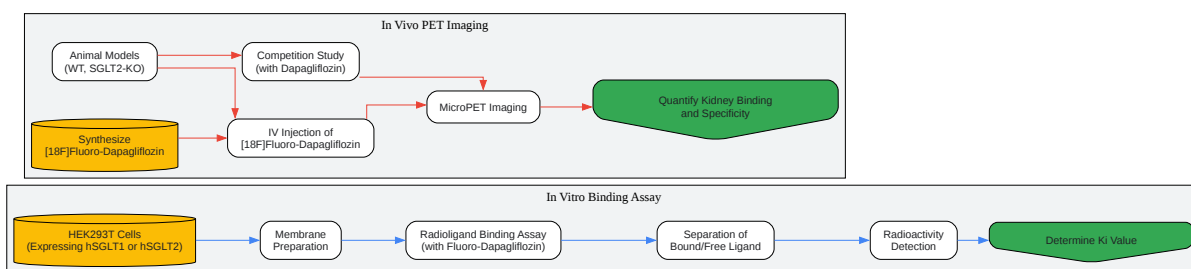 In Vivo PET Imaging
Animal Models
(WT, SGLT2-KO)
Competition Study
(with Dapagliflozin)
MicroPET Imaging
Quantify Kidney Binding
and Specificity
Synthesize
[18F]Fluoro-Dapagliflozin
IV Injection of
[18F]Fluoro-Dapagliflozin
In Vitro Binding Assay
HEK293T Cells
(Expressing hSGLT1 or hSGLT2)
Membrane
Preparation
Radioligand Binding Assay
(with Fluoro-Dapagliflozin)
Separation of
Bound/Free Ligand
Radioactivity
Detection
Determine Ki Value